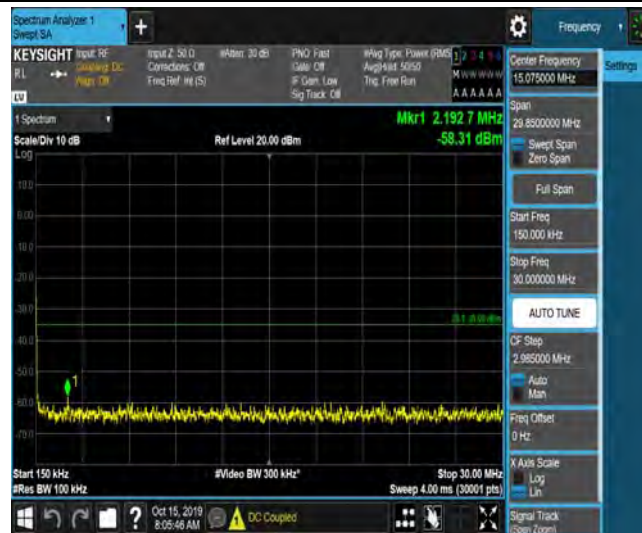 Spectrum Analyzer 1
Swept SA
+
Frequency
KEYSIGHT
RL
LV
Input: RF
Coupling: DC
Align: Off
Input Z: 50 Ω
Corrections: Off
Freq Ref: Int (S)
#Atten: 30 dB
PNO: Fast
Gate: Off
IF Gain: Low
Sig Track: Off
#Avg Type: Power (RMS
Avg|Hold: 50/50
Trig: Free Run
1 2 3 4 5 6
M W W W W W
A A A A A A
1 Spectrum
Mkr1 2.192 7 MHz
Scale/Div 10 dB
Ref Level 20.00 dBm
-58.31 dBm
Log
10.0
0.00
-10.0
-20.0
-30.0
-40.0
-50.0
-60.0
-70.0
1
Start 150 kHz
#Video BW 300 kHz*
Stop 30.00 MHz
#Res BW 100 kHz
Sweep 4.00 ms (30001 pts)
?
Oct 15, 2019
8:05:46 AM
DC Coupled
Center Frequency
15.075000 MHz
Settings
Span
29.8500000 MHz
Swept Span
Zero Span
Full Span
Start Freq
150.000 kHz
Stop Freq
30.000000 MHz
AUTO TUNE
CF Step
2.985000 MHz
Auto
Man
Freq Offset
0 Hz
X Axis Scale
Log
Lin
Signal Track
(Span Zoom)